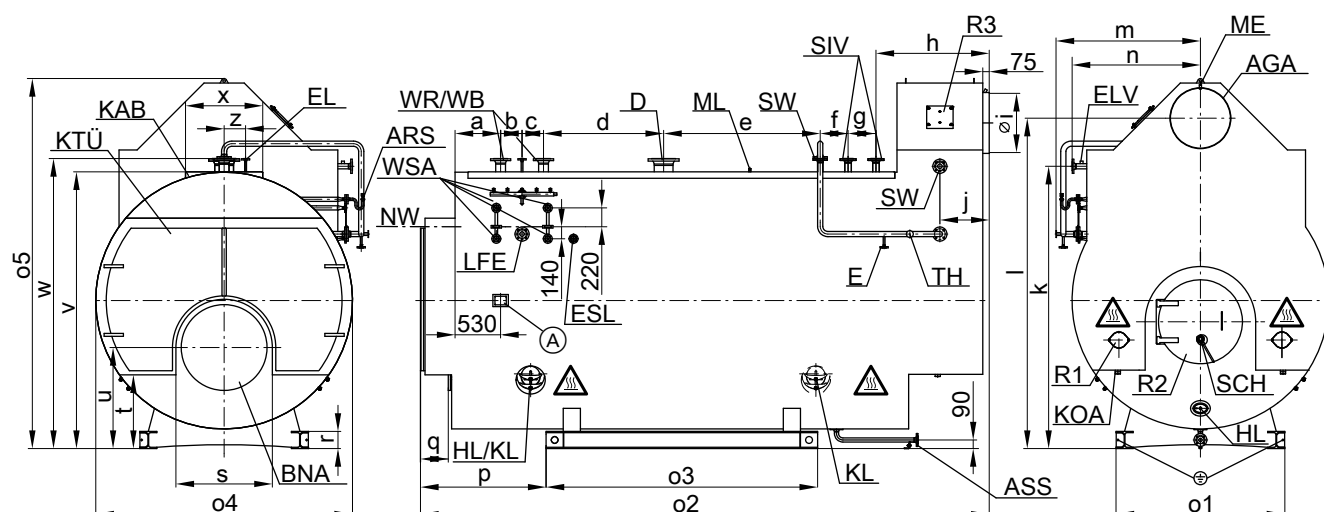 x
z
EL
KAB
KTÜ
ARS
WSA
NW
o5
w
v
u
t
r
s
BNA
o4
WR/WB
a
b
c
d
D
ML
e
SW
f
g
SIV
h
R3
75
⌀i
SW
j
LFE
140
220
ESL
530
A
E
TH
90
q
HL/KL
p
o3
o2
KL
ASS
m
n
ME
AGA
ELV
l
k
I
R1
R2
SCH
KOA
HL
o1